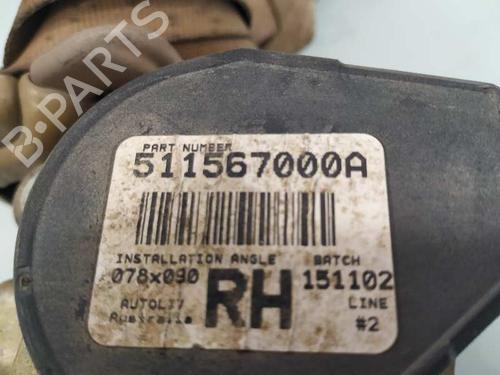 B-PARTS
PART NUMBER
511567000A
INSTALLATION ANGLE BATCH
078x090 RH 151102
AUTOLIV LINE
Australia #2